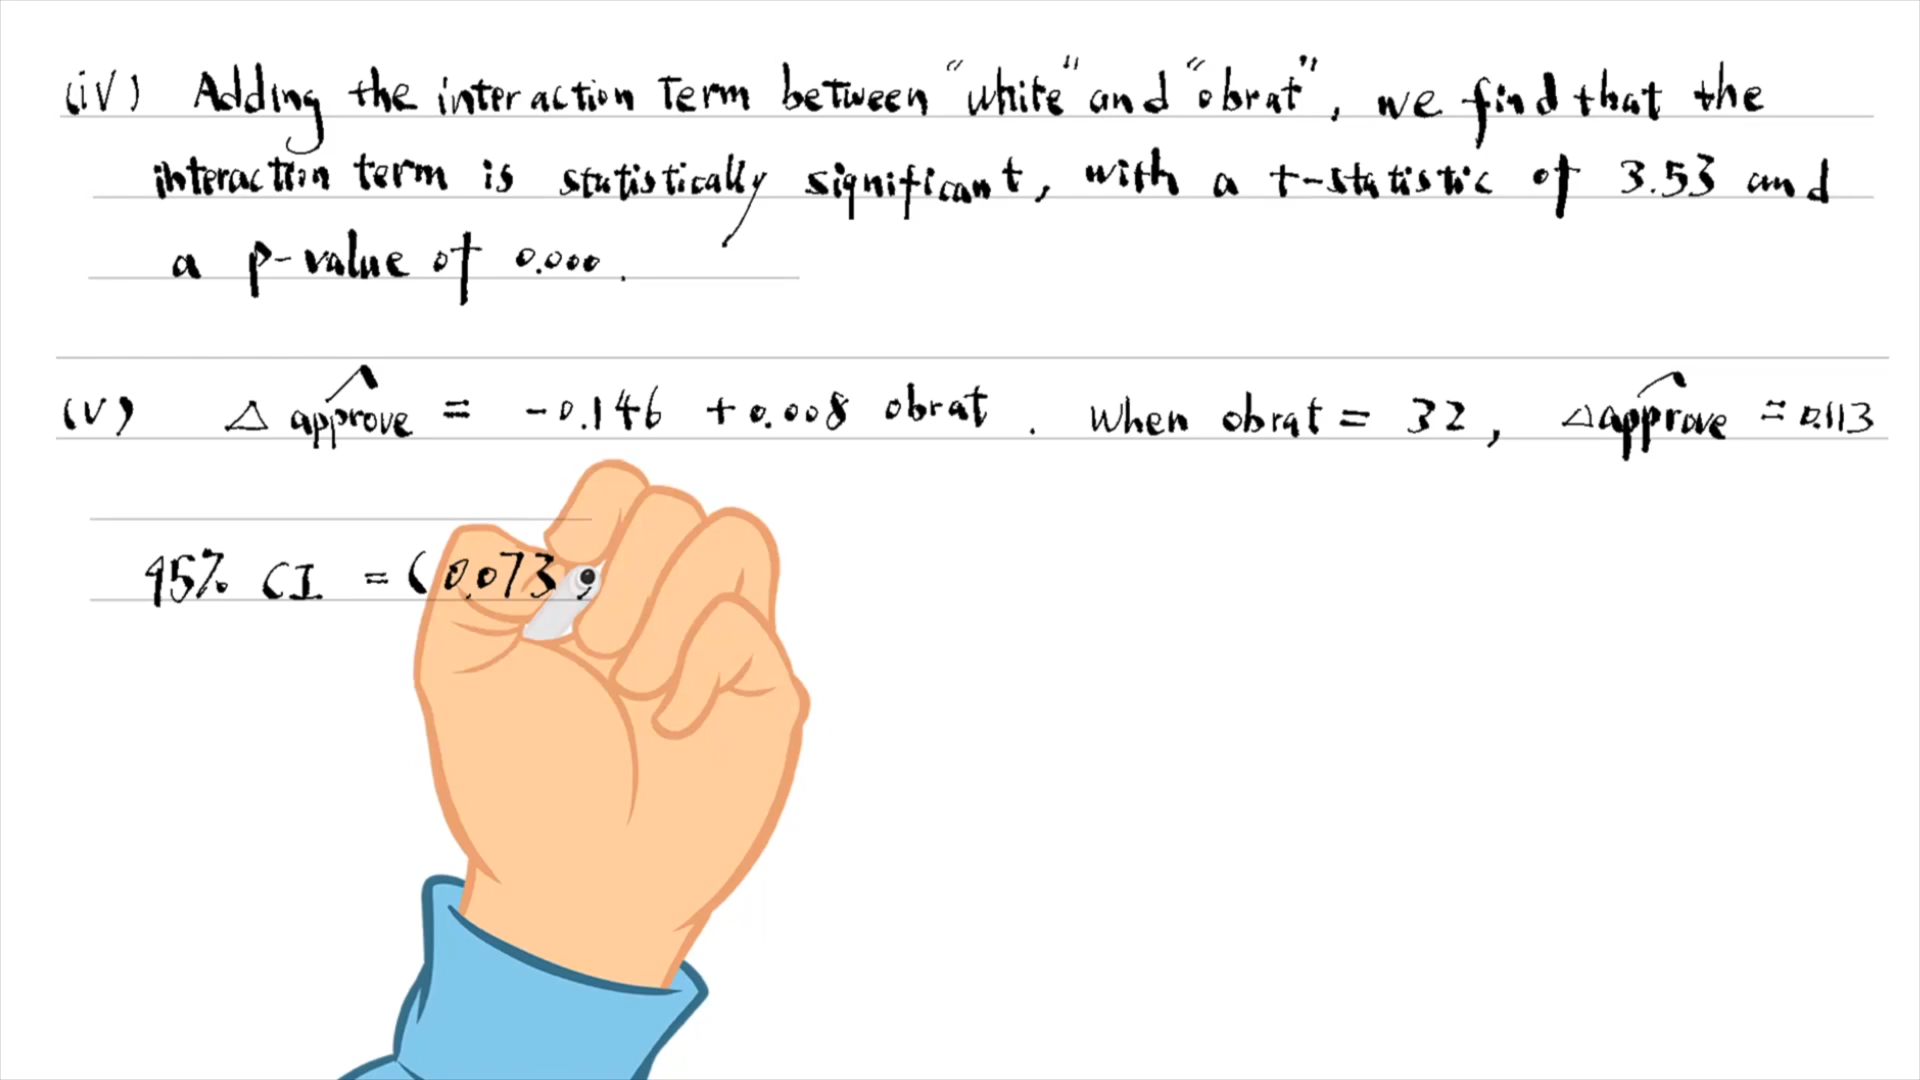 (iv) Adding the interaction term between "white" and "obrat", we find that the
interaction term is statistically significant, with a t-statistic of 3.53 and
a p-value of 0.000.
(v) Δ approve = -0.146 + 0.008 obrat. When obrat = 32, Δapprove = 0.113
95% CI = (0.073,